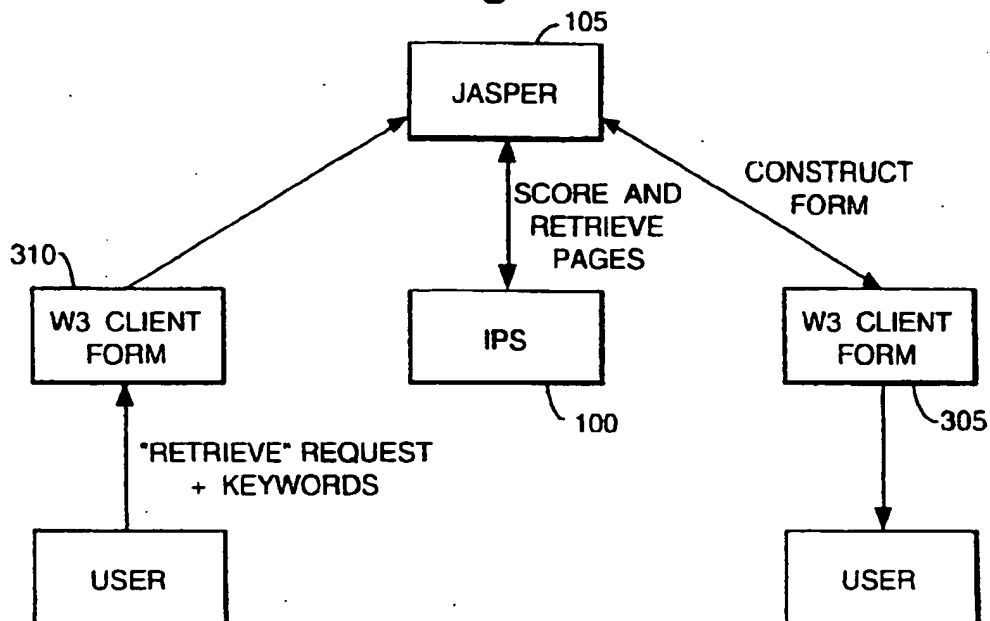 105
JASPER
CONSTRUCT
FORM
SCORE AND
RETRIEVE
PAGES
310
W3 CLIENT
FORM
IPS
W3 CLIENT
FORM
100
305
"RETRIEVE" REQUEST
+ KEYWORDS
USER
USER